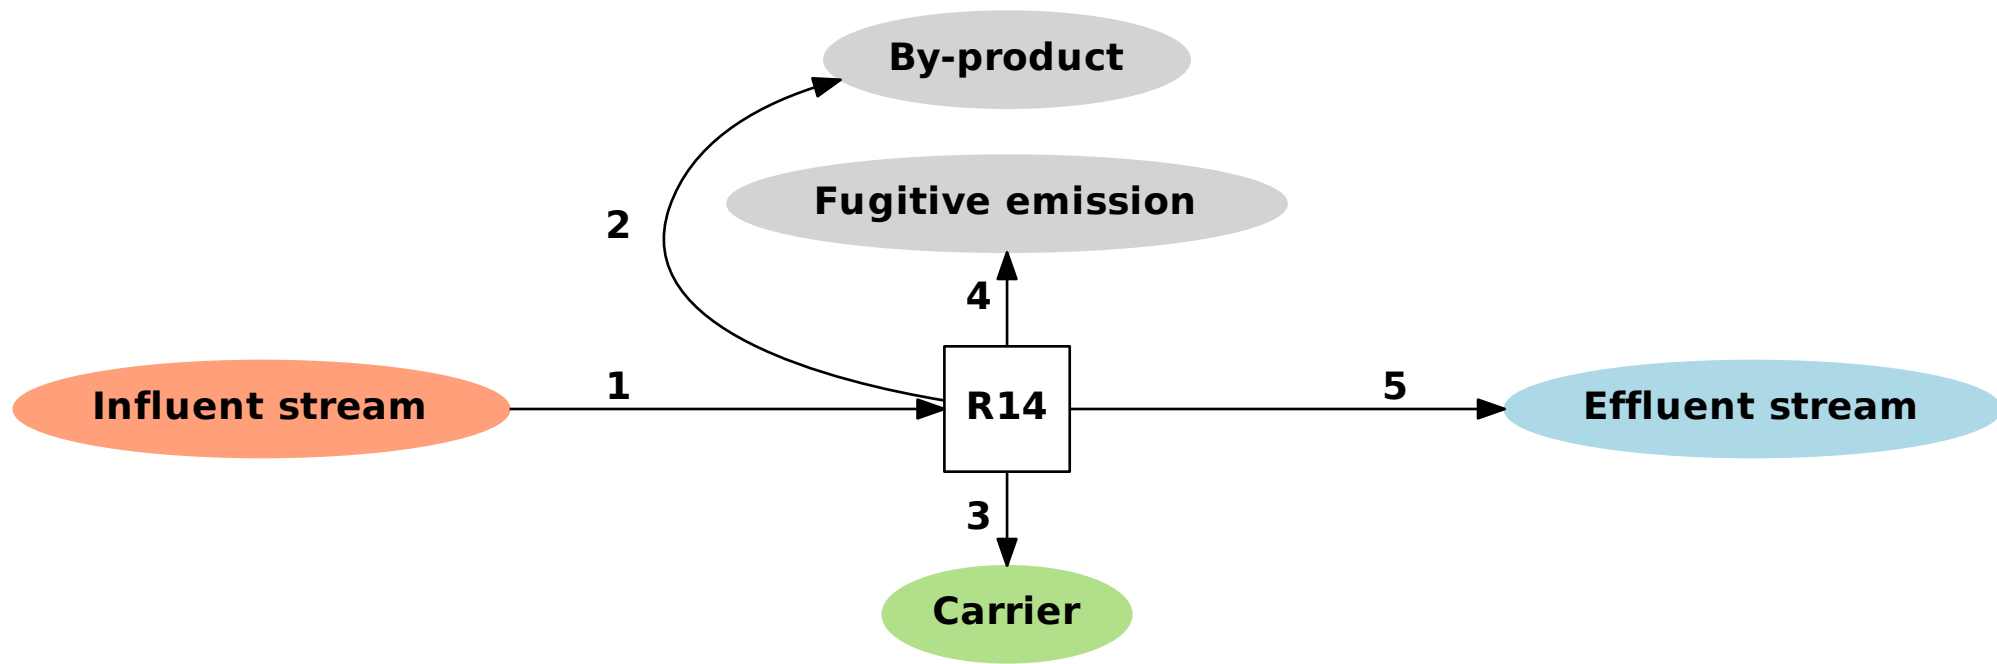 By-product
Fugitive emission
2
4
Influent stream
1
R14
5
Effluent stream
3
Carrier